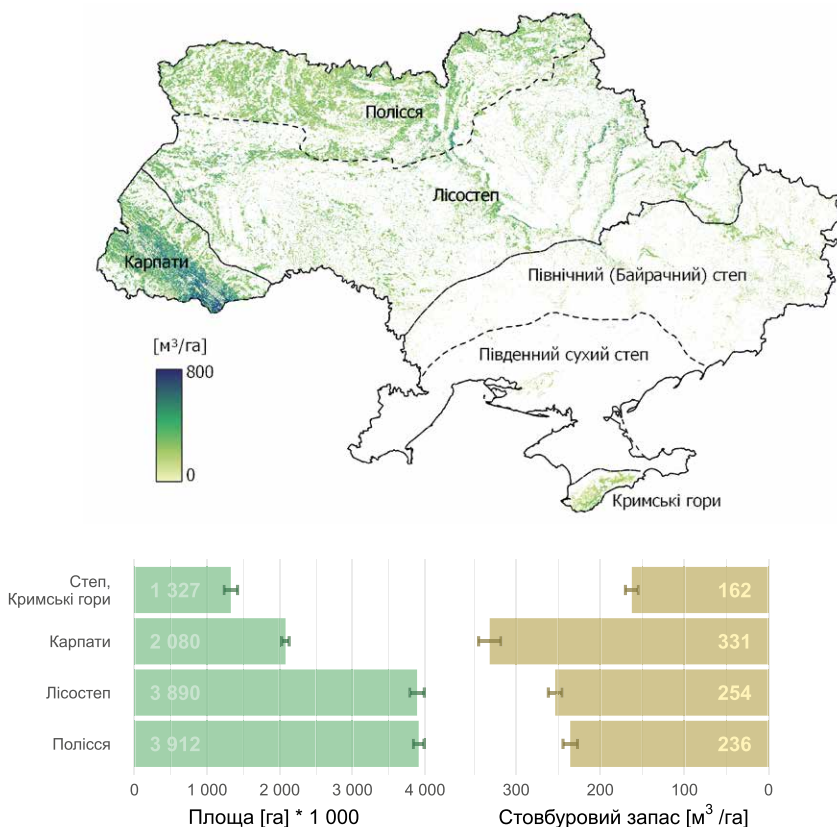 Полісся
Лісостеп
Карпати
Північний (Байрачний) степ
Південний сухий степ
[м³/га]
800
0
Кримські гори
Степ,
Кримські гори
1 327
162
Карпати
2 080
331
Лісостеп
3 890
254
Полісся
3 912
236
0 1 000 2 000 3 000 4 000
300 200 100 0
Площа [га] * 1 000
Стовбуровий запас [м³ /га]